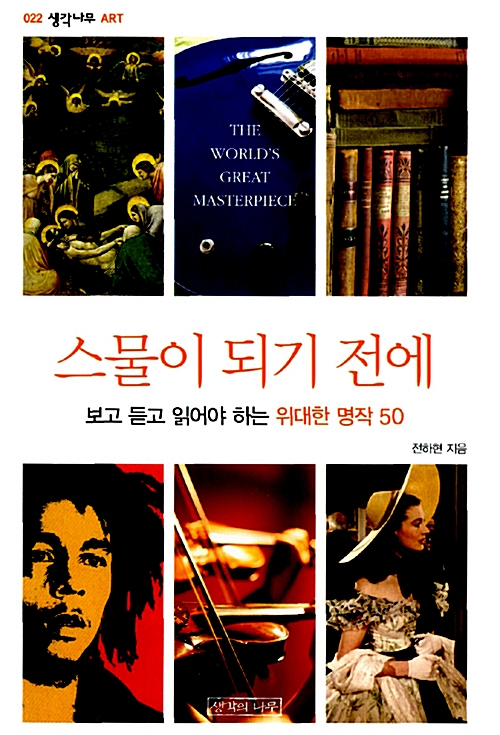 022 생각나무 ART
THE
WORLD'S
GREAT
MASTERPIECE
스물이 되기 전에
보고 듣고 읽어야 하는 위대한 명작 50
전하현 지음
생각의 나무